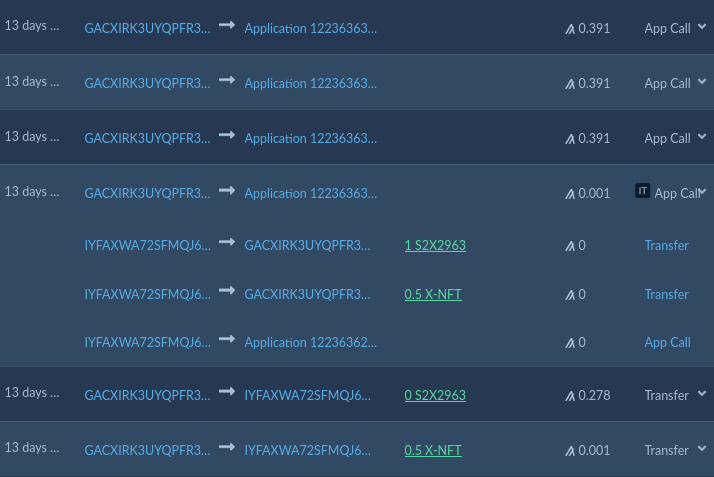 13 days ... GACXIRK3UYQPFR3... → Application 12236363... 0.391 App Call
13 days ... GACXIRK3UYQPFR3... → Application 12236363... 0.391 App Call
13 days ... GACXIRK3UYQPFR3... → Application 12236363... 0.391 App Call
13 days ... GACXIRK3UYQPFR3... → Application 12236363... 0.001 IT App Call
IYFAXWA72SFMQJ6... → GACXIRK3UYQPFR3... 1 S2X2963 0 Transfer
IYFAXWA72SFMQJ6... → GACXIRK3UYQPFR3... 0.5 X-NFT 0 Transfer
IYFAXWA72SFMQJ6... → Application 12236362... 0 App Call
13 days ... GACXIRK3UYQPFR3... → IYFAXWA72SFMQJ6... 0 S2X2963 0.278 Transfer
13 days ... GACXIRK3UYQPFR3... → IYFAXWA72SFMQJ6... 0.5 X-NFT 0.001 Transfer